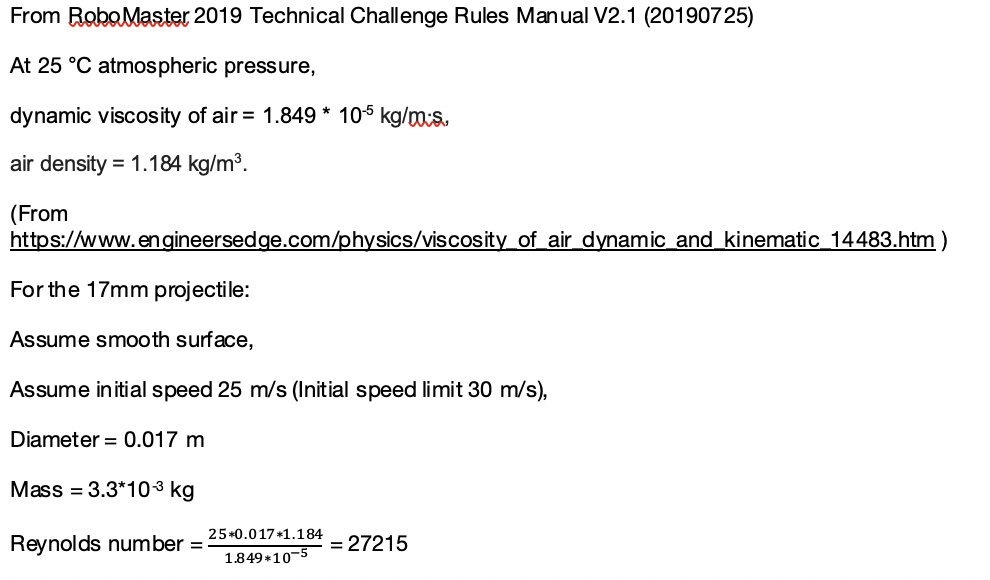 From RoboMaster 2019 Technical Challenge Rules Manual V2.1 (20190725)
At 25 °C atmospheric pressure,
dynamic viscosity of air = 1.849 * 10⁻⁵ kg/m·s,
air density = 1.184 kg/m³.
(From
https://www.engineersedge.com/physics/viscosity_of_air_dynamic_and_kinematic_14483.htm )
For the 17mm projectile:
Assume smooth surface,
Assume initial speed 25 m/s (Initial speed limit 30 m/s),
Diameter = 0.017 m
Mass = 3.3*10⁻³ kg
Reynolds number = 25*0.017*1.184 / 1.849*10⁻⁵ = 27215